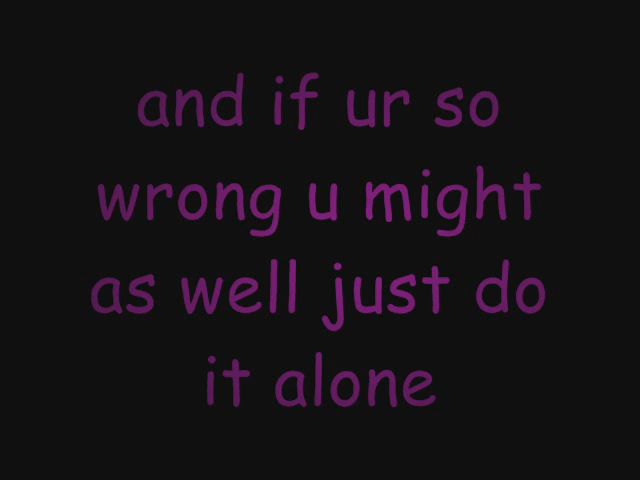 and if ur so
wrong u might
as well just do
it alone